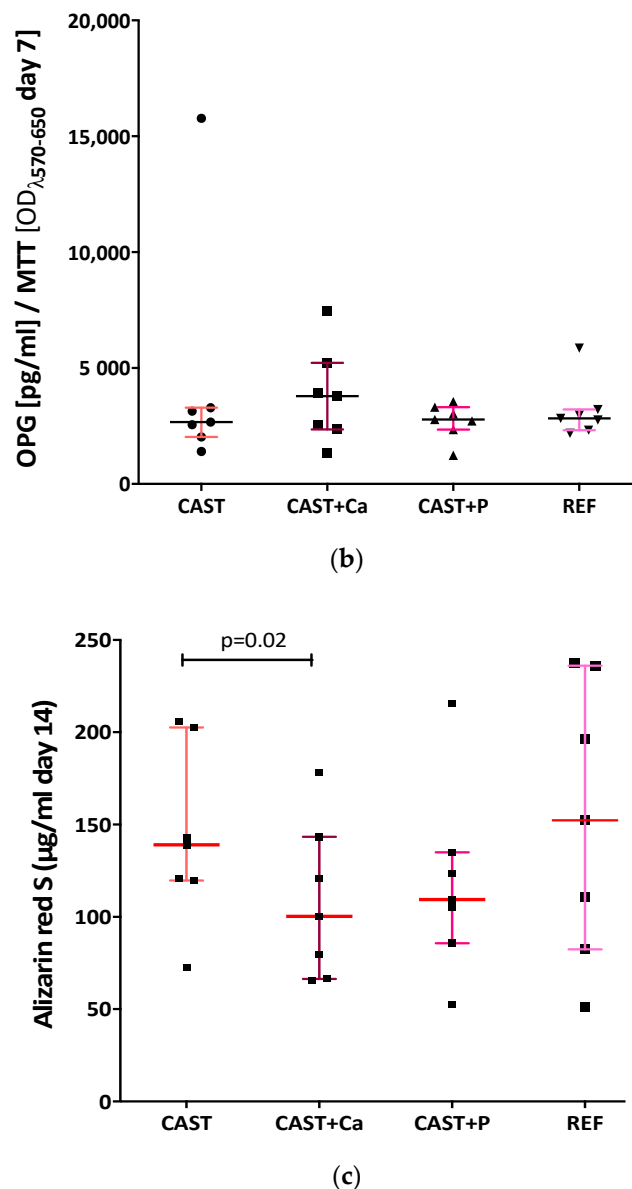 OPG [pg/ml] / MTT [ODλ570-650 day 7]
20,000
15,000
10,000
5 000
0
CAST CAST+Ca CAST+P REF
(b)
Alizarin red S (µg/ml day 14)
250
200
150
100
50
0
p=0.02
CAST CAST+Ca CAST+P REF
(c)